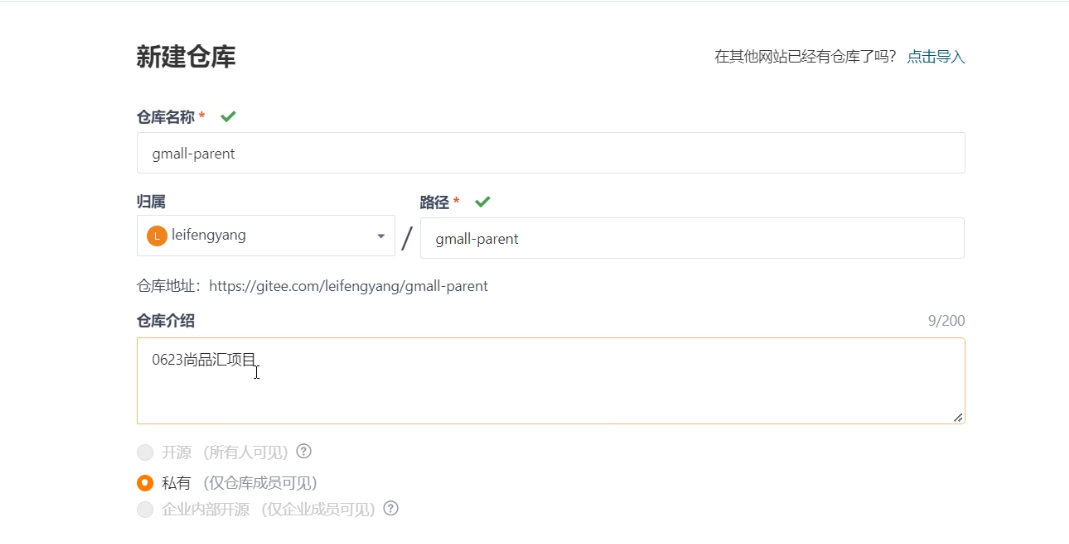 新建仓库
在其他网站已经有仓库了吗? 点击导入
仓库名称 *
gmall-parent
归属
路径 *
L leifengyang
/
gmall-parent
仓库地址：https://gitee.com/leifengyang/gmall-parent
仓库介绍
9/200
0623尚品汇项目
开源 （所有人可见） ?
私有 （仅仓库成员可见）
企业内部开源 （仅企业成员可见） ?